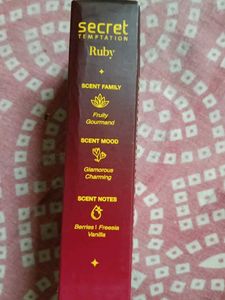 secret
TEMPTATION
Ruby
SCENT FAMILY
Fruity
Gourmand
SCENT MOOD
Glamorous
Charming
SCENT NOTES
Berries I Freesia
Vanilla